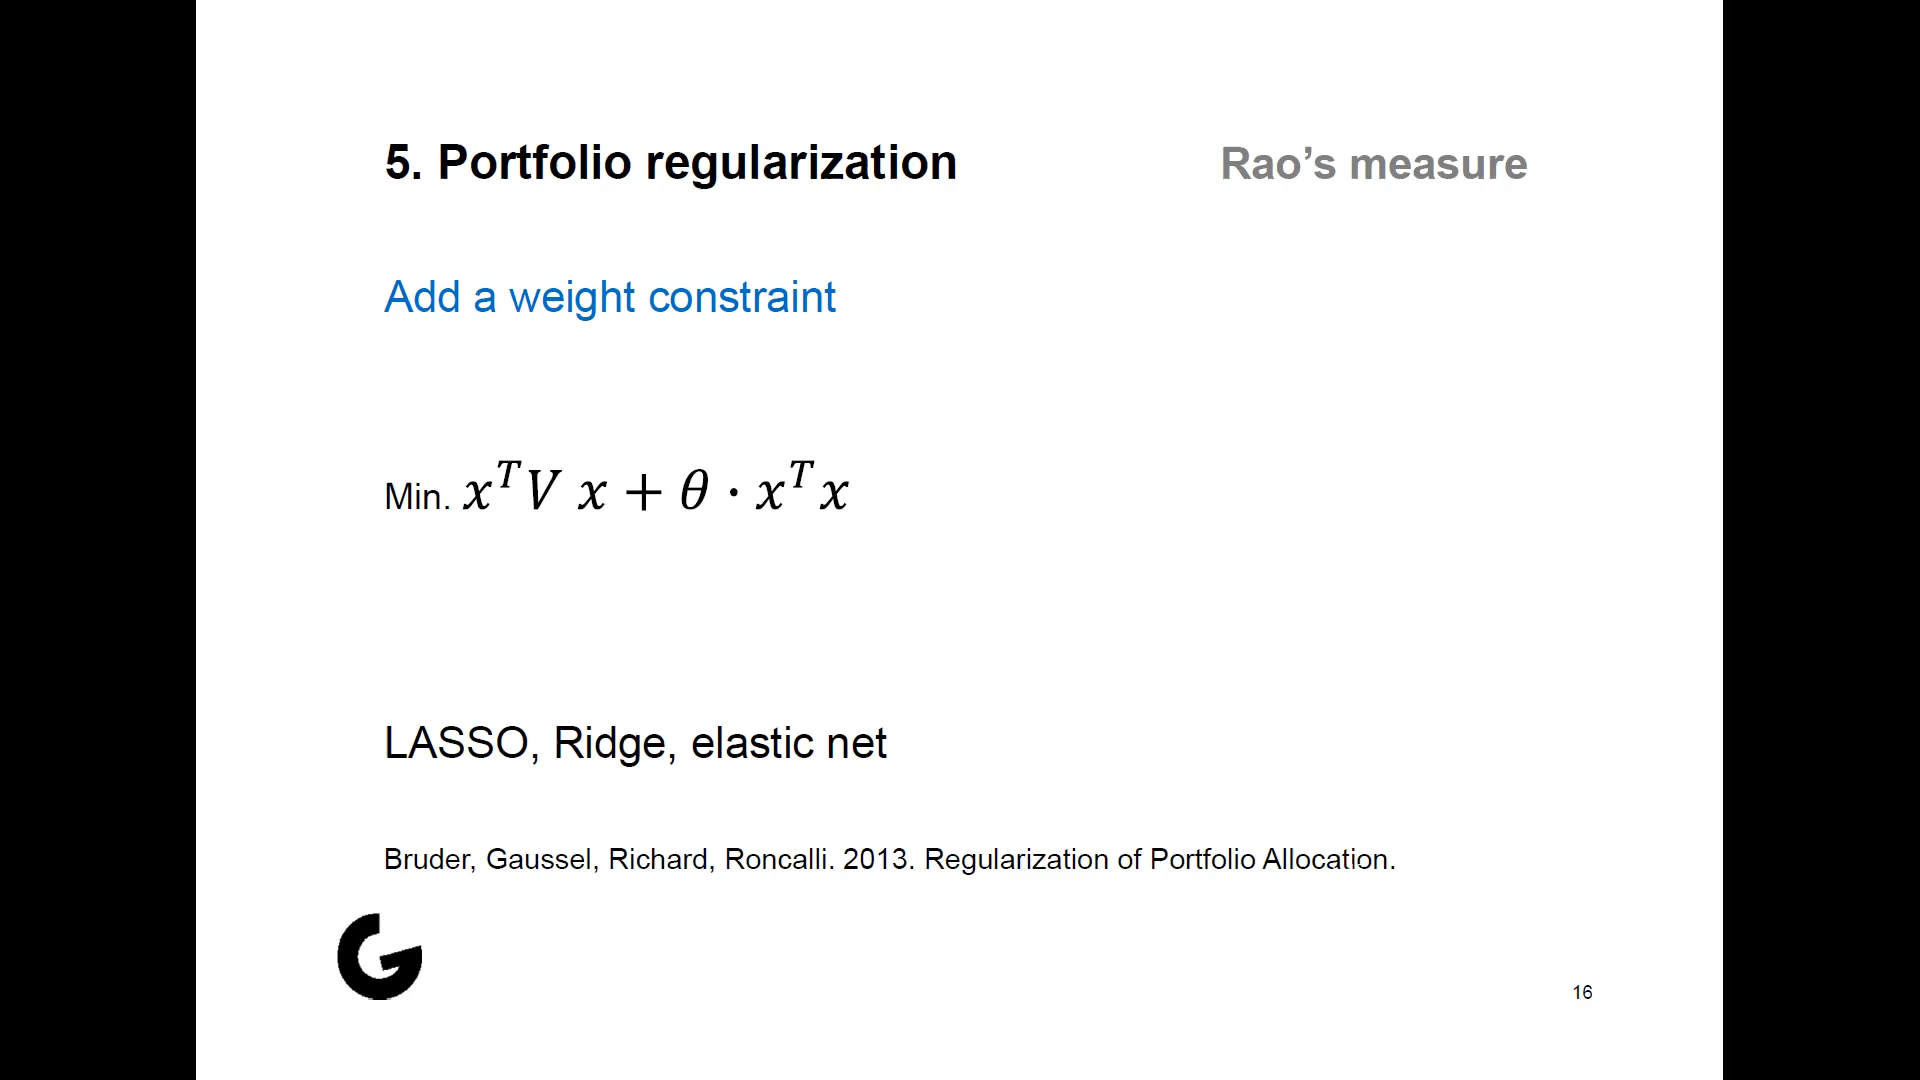 5. Portfolio regularization
Rao’s measure
Add a weight constraint
Min. x^T V x + θ · x^T x
LASSO, Ridge, elastic net
Bruder, Gaussel, Richard, Roncalli. 2013. Regularization of Portfolio Allocation.
G
16